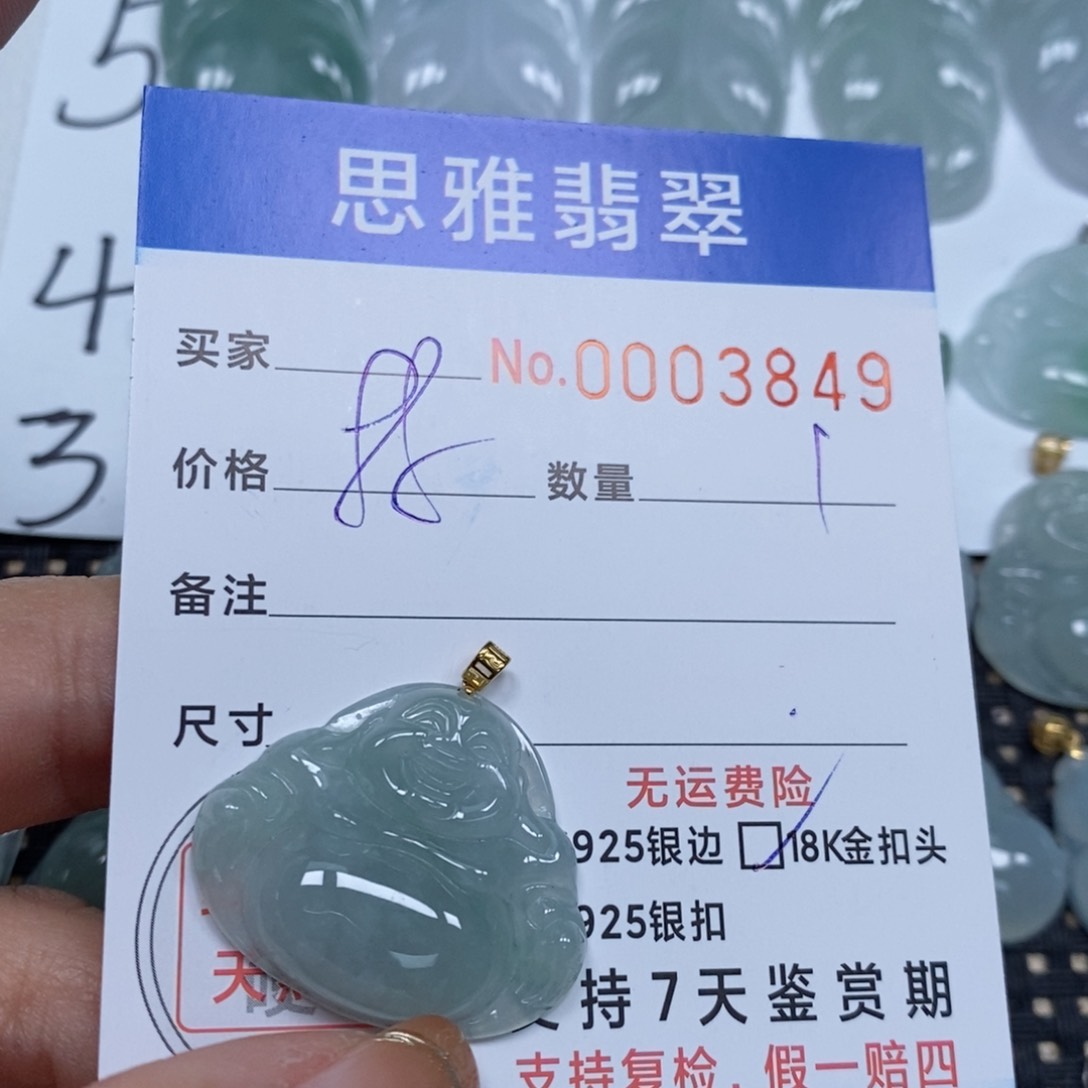 5
4
3
思雅翡翠
买家 No.0003849
价格 数量 1
备注
尺寸
无运费险
925银边 18K金扣头
925银扣
持7天鉴赏期
支持复检，假一赔四
天